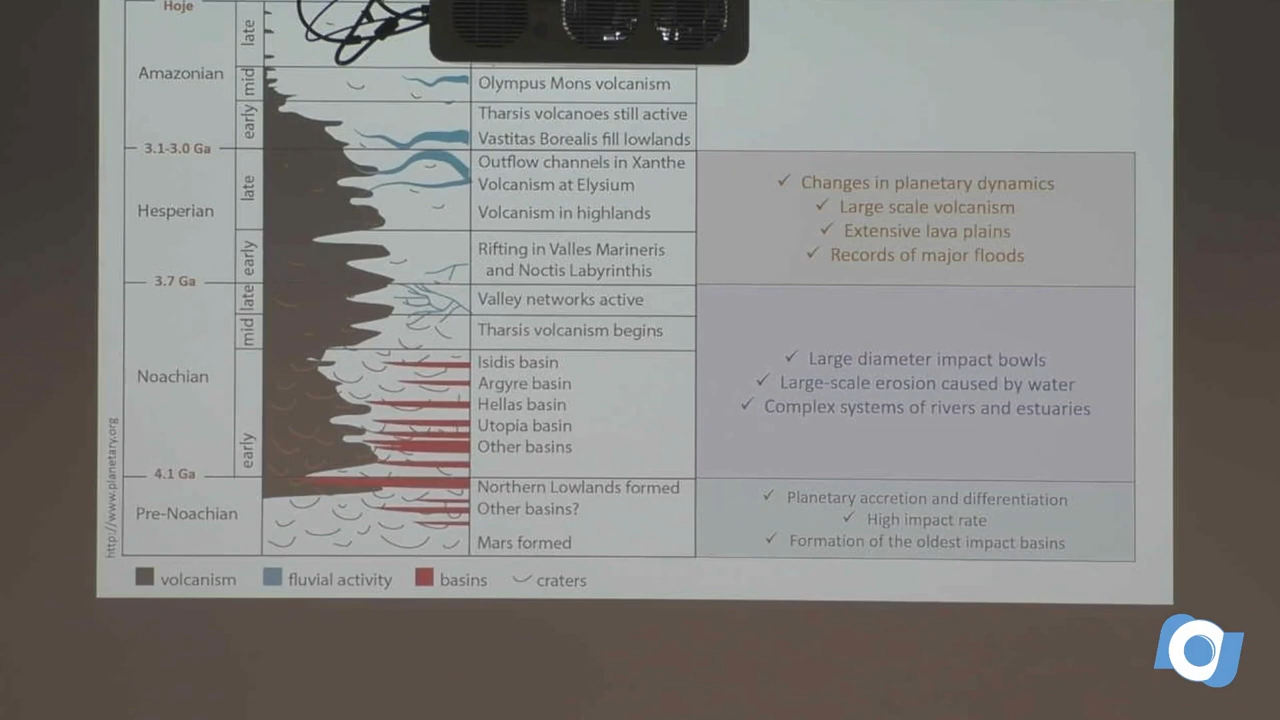 Hoje
late
Amazonian
mid
Olympus Mons volcanism
early
Tharsis volcanoes still active
Vastitas Borealis fill lowlands
3.1-3.0 Ga
Outflow channels in Xanthe
late
Volcanism at Elysium
Hesperian
Volcanism in highlands
early
Rifting in Valles Marineris
and Noctis Labyrinthis
3.7 Ga
late
Valley networks active
mid
Tharsis volcanism begins
Noachian
Isidis basin
Argyre basin
Hellas basin
Utopia basin
early
Other basins
4.1 Ga
Northern Lowlands formed
Pre-Noachian
Other basins?
Mars formed
✓ Changes in planetary dynamics
✓ Large scale volcanism
✓ Extensive lava plains
✓ Records of major floods
✓ Large diameter impact bowls
✓ Large-scale erosion caused by water
✓ Complex systems of rivers and estuaries
✓ Planetary accretion and differentiation
✓ High impact rate
✓ Formation of the oldest impact basins
http://www.planetary.org
volcanism fluvial activity basins craters